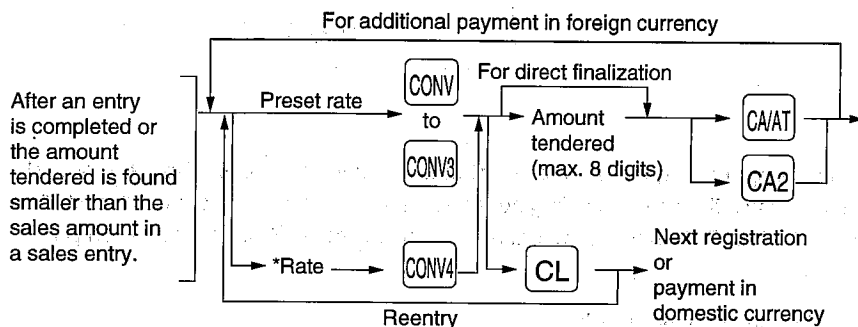 For additional payment in foreign currency
After an entry
is completed or
the amount
tendered is found
smaller than the
sales amount in
a sales entry.
Preset rate
CONV
to
CONV3
For direct finalization
Amount
tendered
(max. 8 digits)
CA/AT
CA2
*Rate
CONV4
CL
Next registration
or
payment in
domestic currency
Reentry